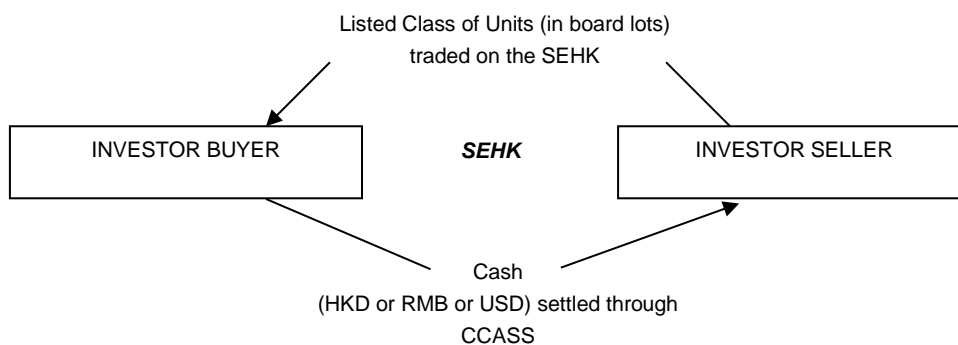 Listed Class of Units (in board lots)
traded on the SEHK
INVESTOR BUYER
SEHK
INVESTOR SELLER
Cash
(HKD or RMB or USD) settled through
CCASS